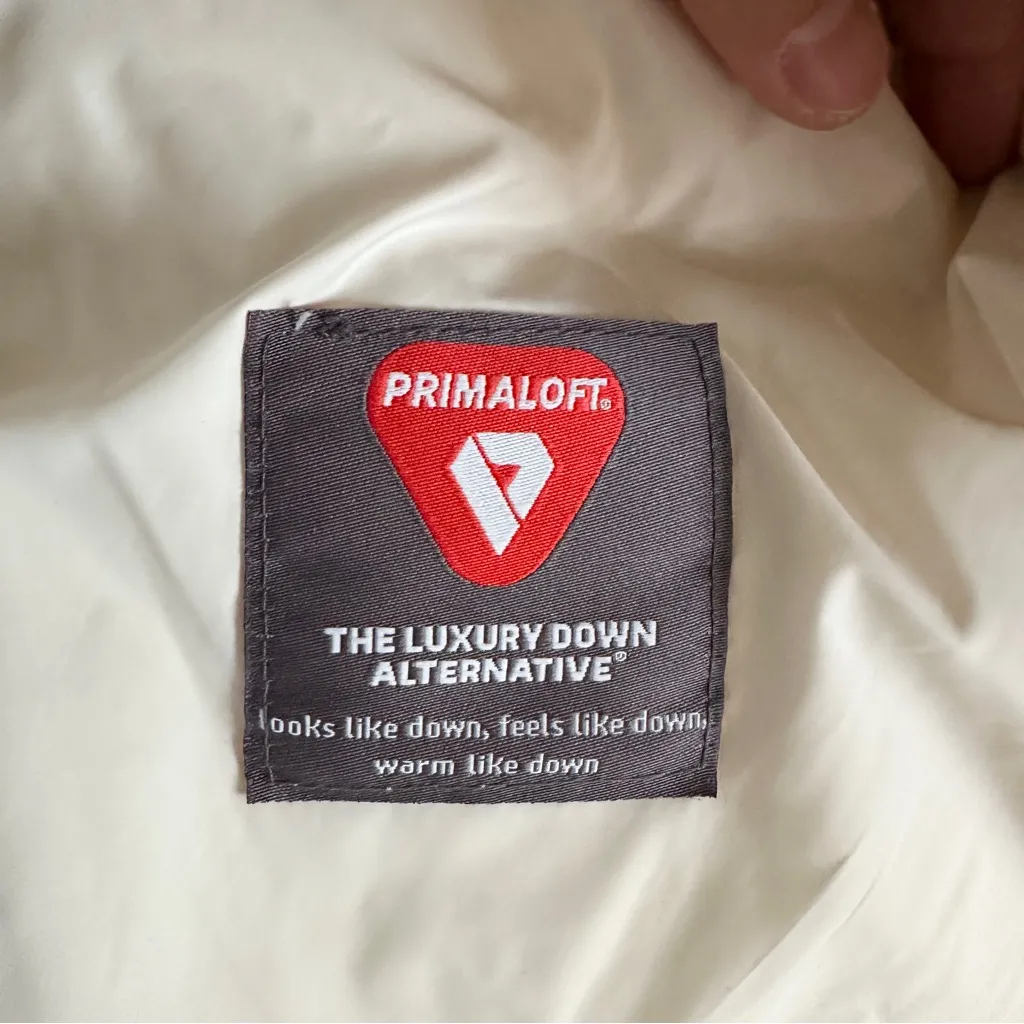 PRIMALOFT®
THE LUXURY DOWN
ALTERNATIVE®
looks like down, feels like down,
warm like down